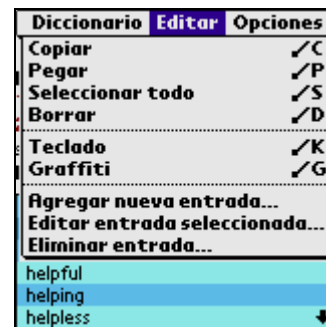 Diccionario Editar Opciones
Copiar /C
Pegar /P
Seleccionar todo /S
Borrar /D
Teclado /K
Graffiti /G
Agregar nueva entrada...
Editar entrada seleccionada...
Eliminar entrada...
helpful
helping
helpless